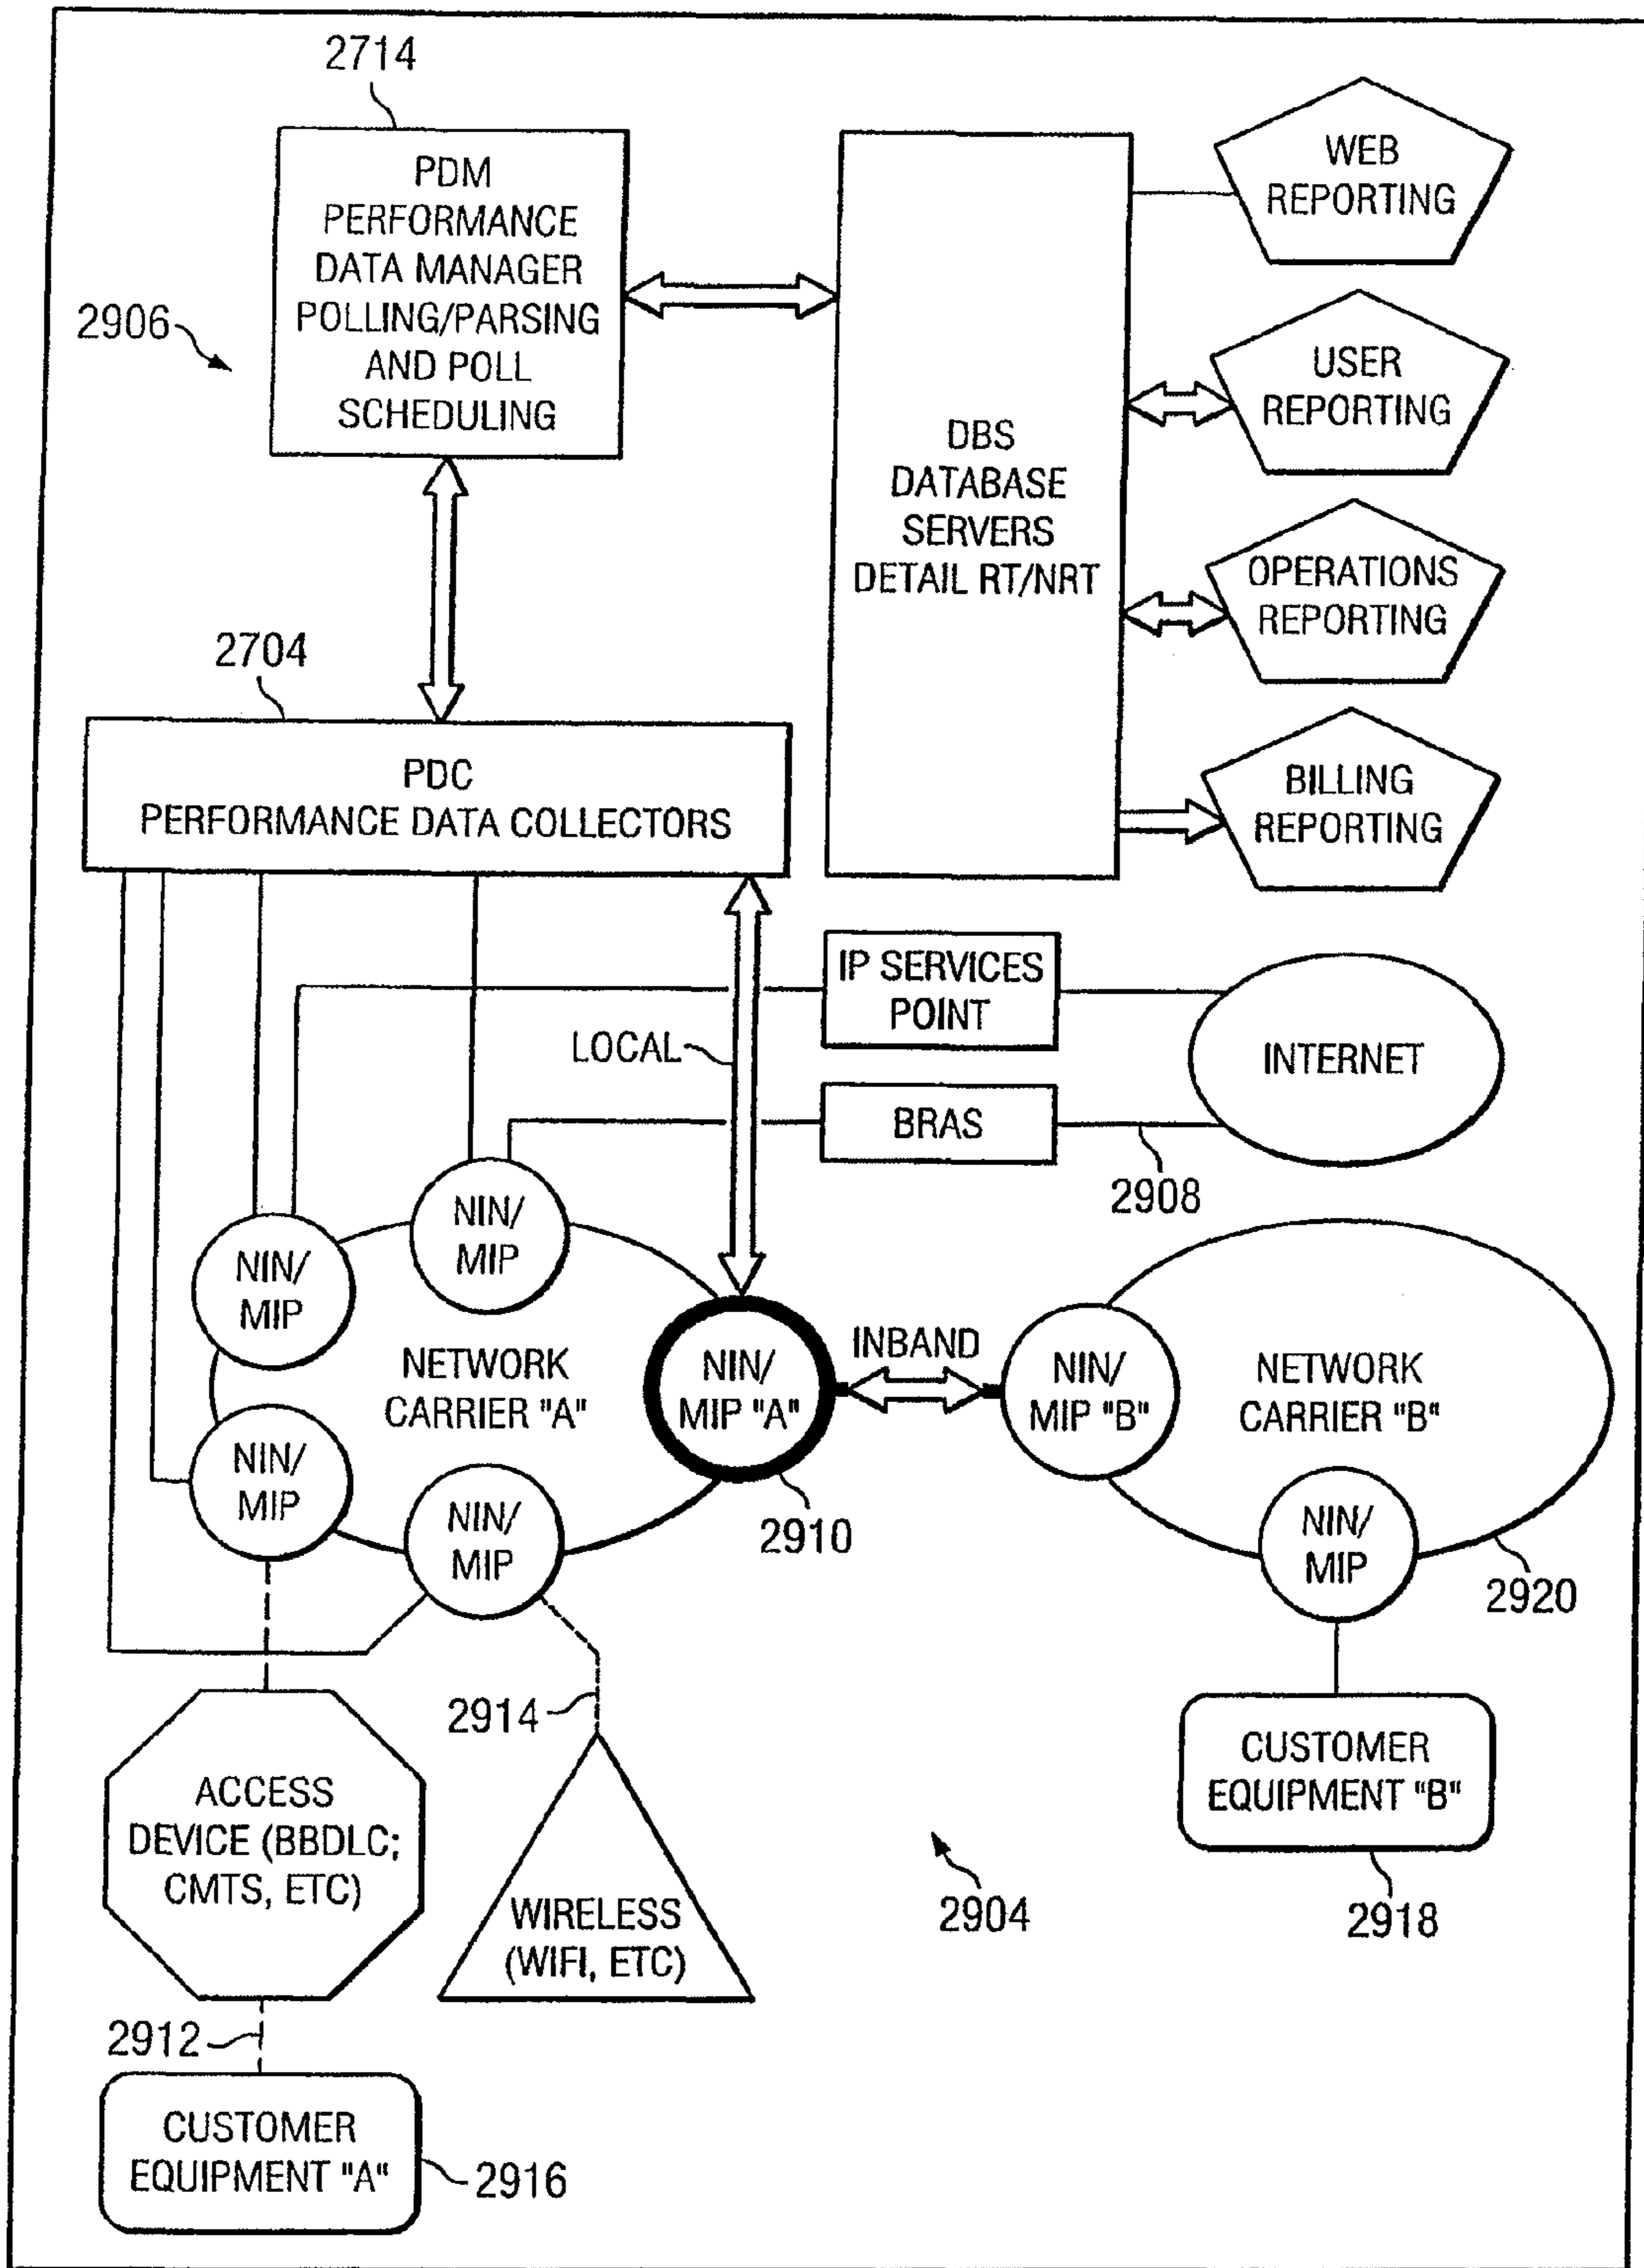 2714
PDM
PERFORMANCE
DATA MANAGER
POLLING/PARSING
AND POLL
SCHEDULING
2906
DBS
DATABASE
SERVERS
DETAIL RT/NRT
WEB
REPORTING
USER
REPORTING
OPERATIONS
REPORTING
BILLING
REPORTING
2704
PDC
PERFORMANCE DATA COLLECTORS
IP SERVICES
POINT
LOCAL
INTERNET
BRAS
2908
NIN/
MIP
NIN/
MIP
NETWORK
CARRIER "A"
NIN/
MIP "A"
INBAND
NIN/
MIP "B"
NETWORK
CARRIER "B"
NIN/
MIP
NIN/
MIP
2910
NIN/
MIP
2920
2914
ACCESS
DEVICE (BBDLC;
CMTS, ETC)
WIRELESS
(WIFI, ETC)
2904
CUSTOMER
EQUIPMENT "B"
2918
2912
CUSTOMER
EQUIPMENT "A"
2916